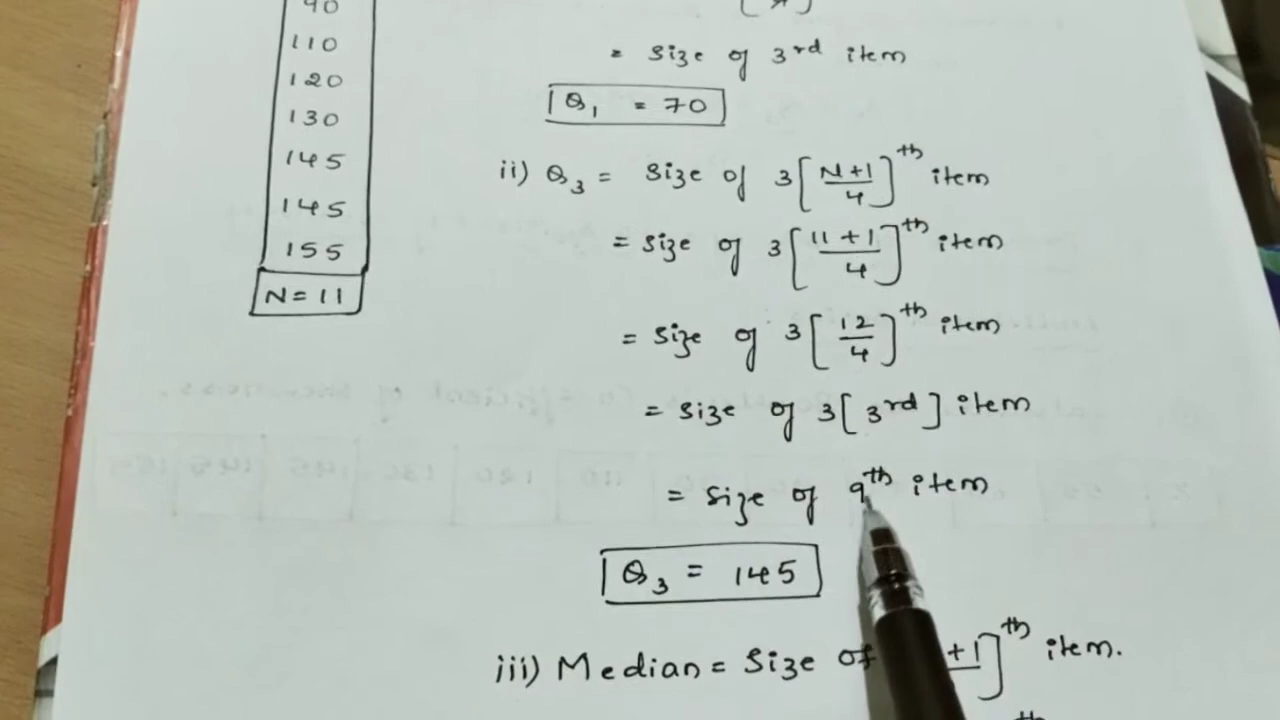 90
110
120
130
145
145
155
N = 11
= Size of 3rd item
Q1 = 70
ii) Q3 = Size of 3[N+1/4]th item
= Size of 3[11+1/4]th item
= Size of 3[12/4]th item
= Size of 3[3rd] item
= Size of 9th item
Q3 = 145
iii) Median = Size of +1]th item.
th